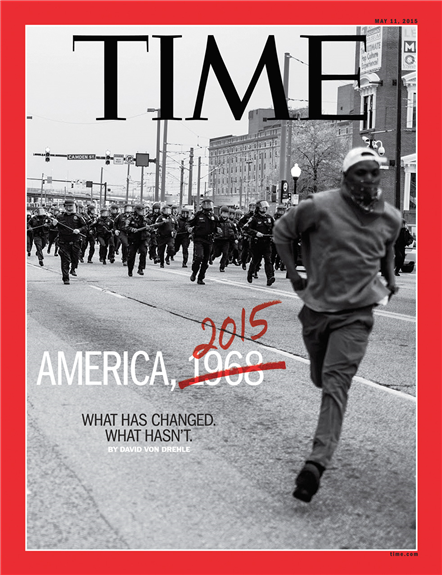 MAY 11, 2015
TIME
CAMDEN ST
2015
AMERICA, 1968
WHAT HAS CHANGED.
WHAT HASN'T.
BY DAVID VON DREHLE
time.com